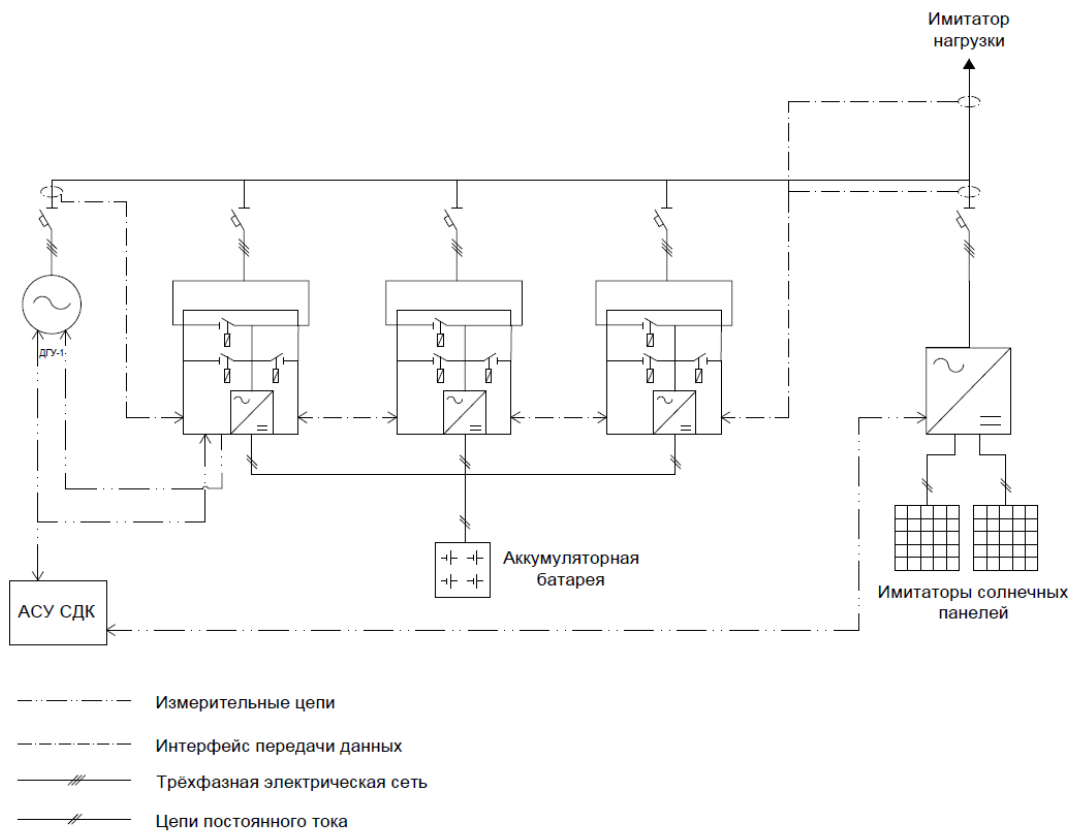 Имитатор
нагрузки
ДГУ-1
Аккумуляторная
батарея
Имитаторы солнечных
панелей
АСУ СДК
Измерительные цепи
Интерфейс передачи данных
Трёхфазная электрическая сеть
Цепи постоянного тока